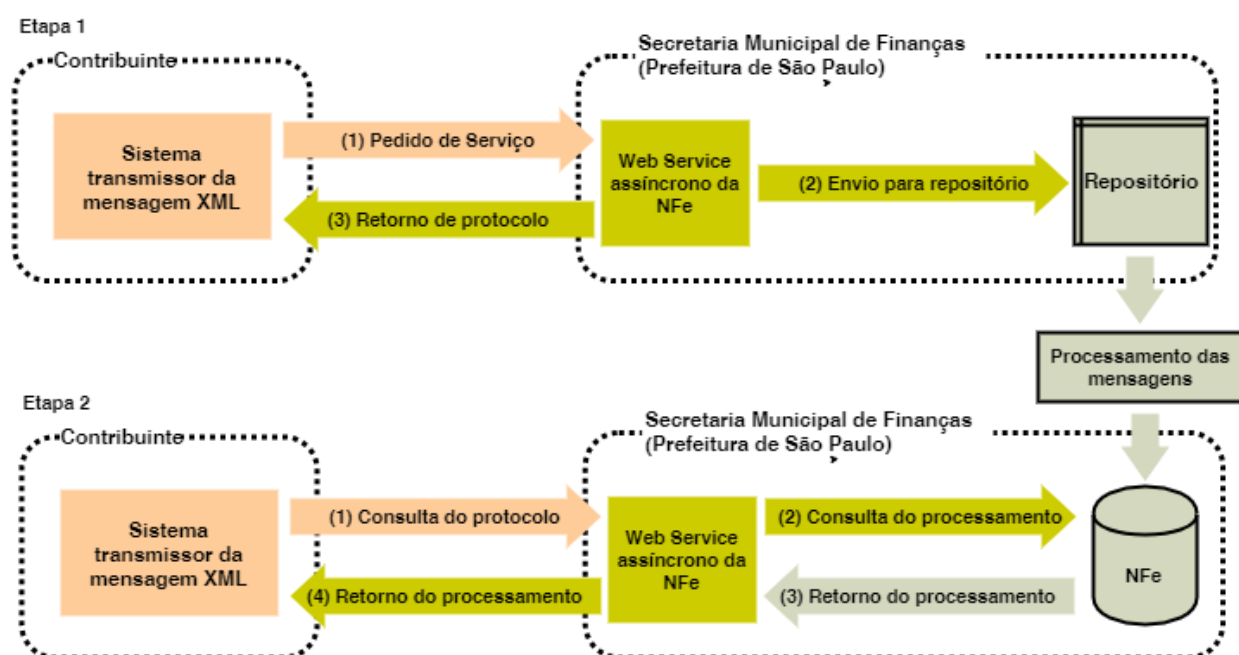 Etapa 1
Contribuinte
Secretaria Municipal de Finanças
(Prefeitura de São Paulo)
Sistema
transmissor da
mensagem XML
(1) Pedido de Serviço
(3) Retorno de protocolo
Web Service
assíncrono da
NFe
(2) Envio para repositório
Repositório
Processamento das
mensagens
Etapa 2
Contribuinte
Secretaria Municipal de Finanças
(Prefeitura de São Paulo)
Sistema
transmissor da
mensagem XML
(1) Consulta do protocolo
(4) Retorno do processamento
Web Service
assíncrono da
NFe
(2) Consulta do processamento
(3) Retorno do processamento
NFe